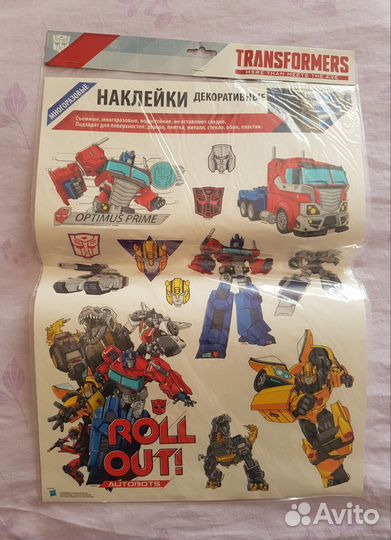 TRANSFORMERS
MORE THAN MEETS THE EYE
МНОГОРАЗОВЫЕ
НАКЛЕЙКИ ДЕКОРАТИВНЫЕ
Съемные, многоразовые, водостойкие, не оставляют следов.
Подходят для поверхностей: дерево, плитка, металл, стекло, обои, пластик.
OPTIMUS PRIME
ROLL
OUT!
AUTOBOTS
Avito